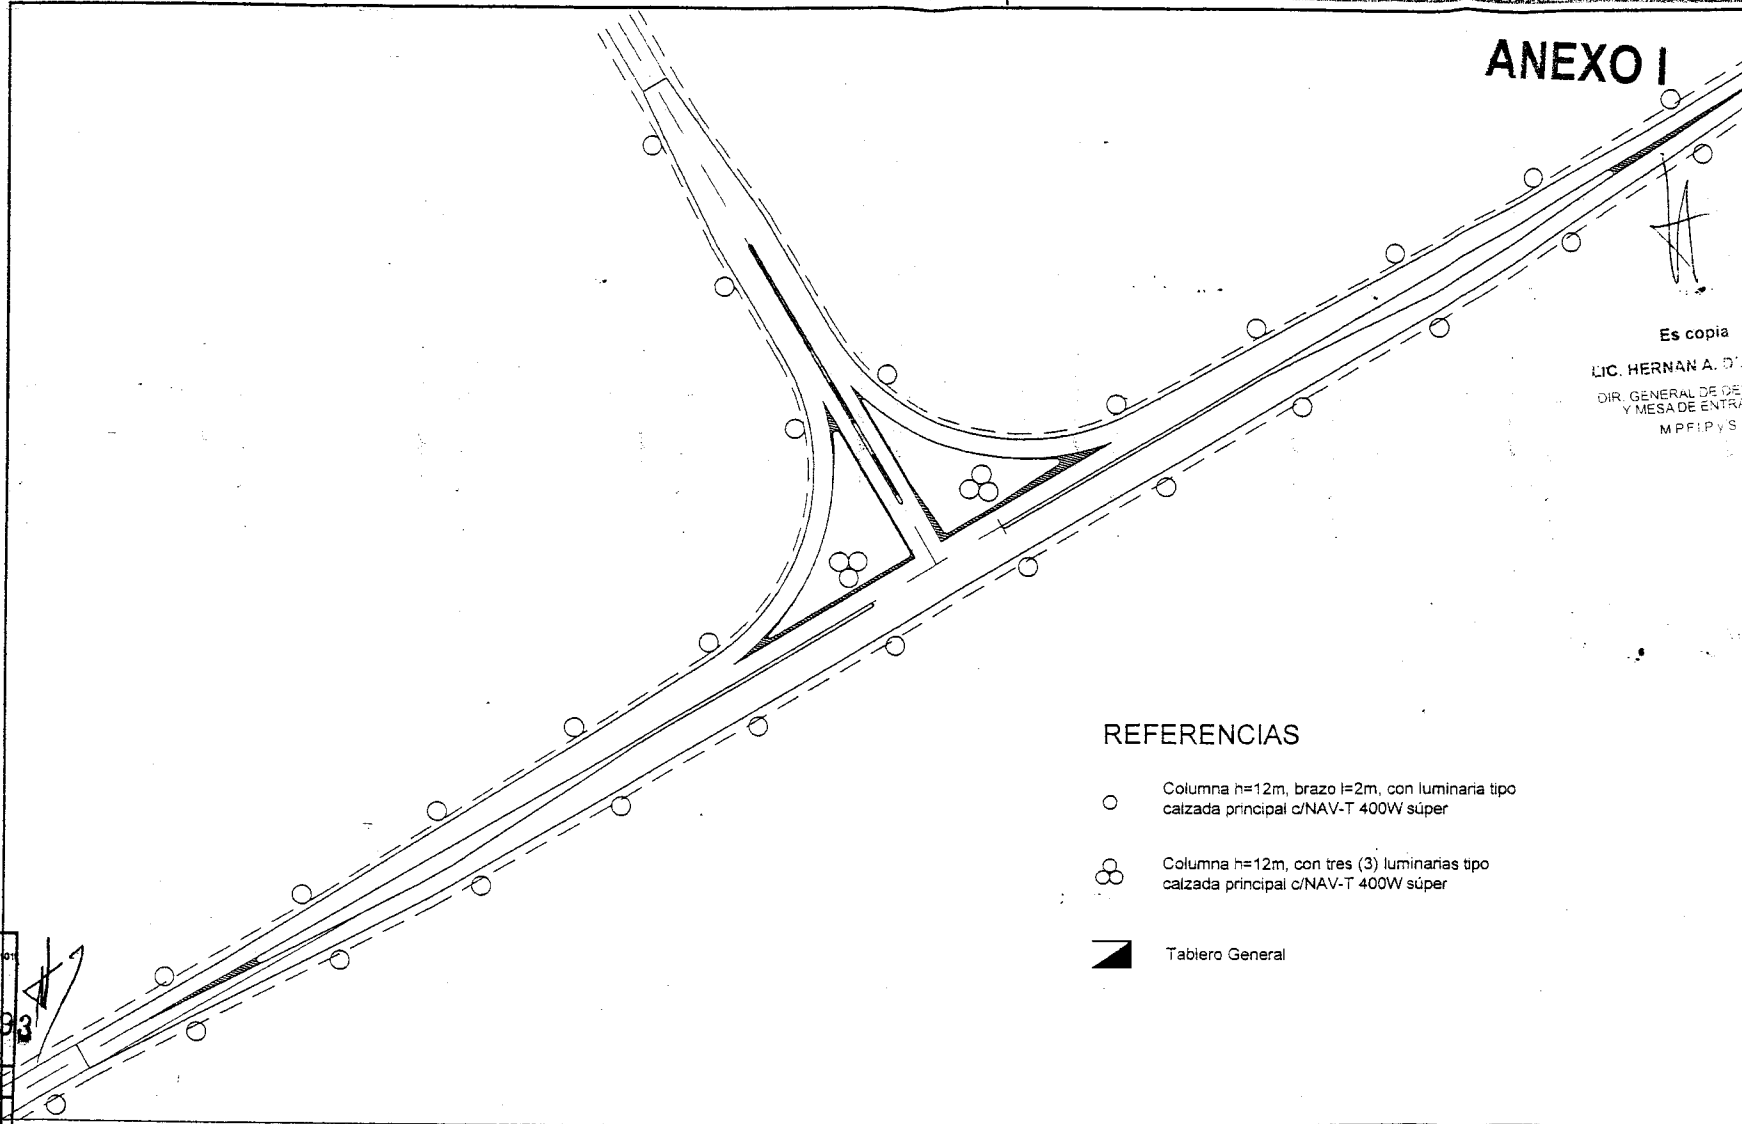 ANEXO I
Es copia
LIC. HERNAN A.
DIR. GENERAL DE
Y MESA DE
REFERENCIAS
Columna h=12m, brazo l=2m, con luminaria tipo
calzada principal c/NAV-T 400W súper
Columna h=12m, con tres (3) luminarias tipo
calzada principal c/NAV-T 400W súper
Tablero General